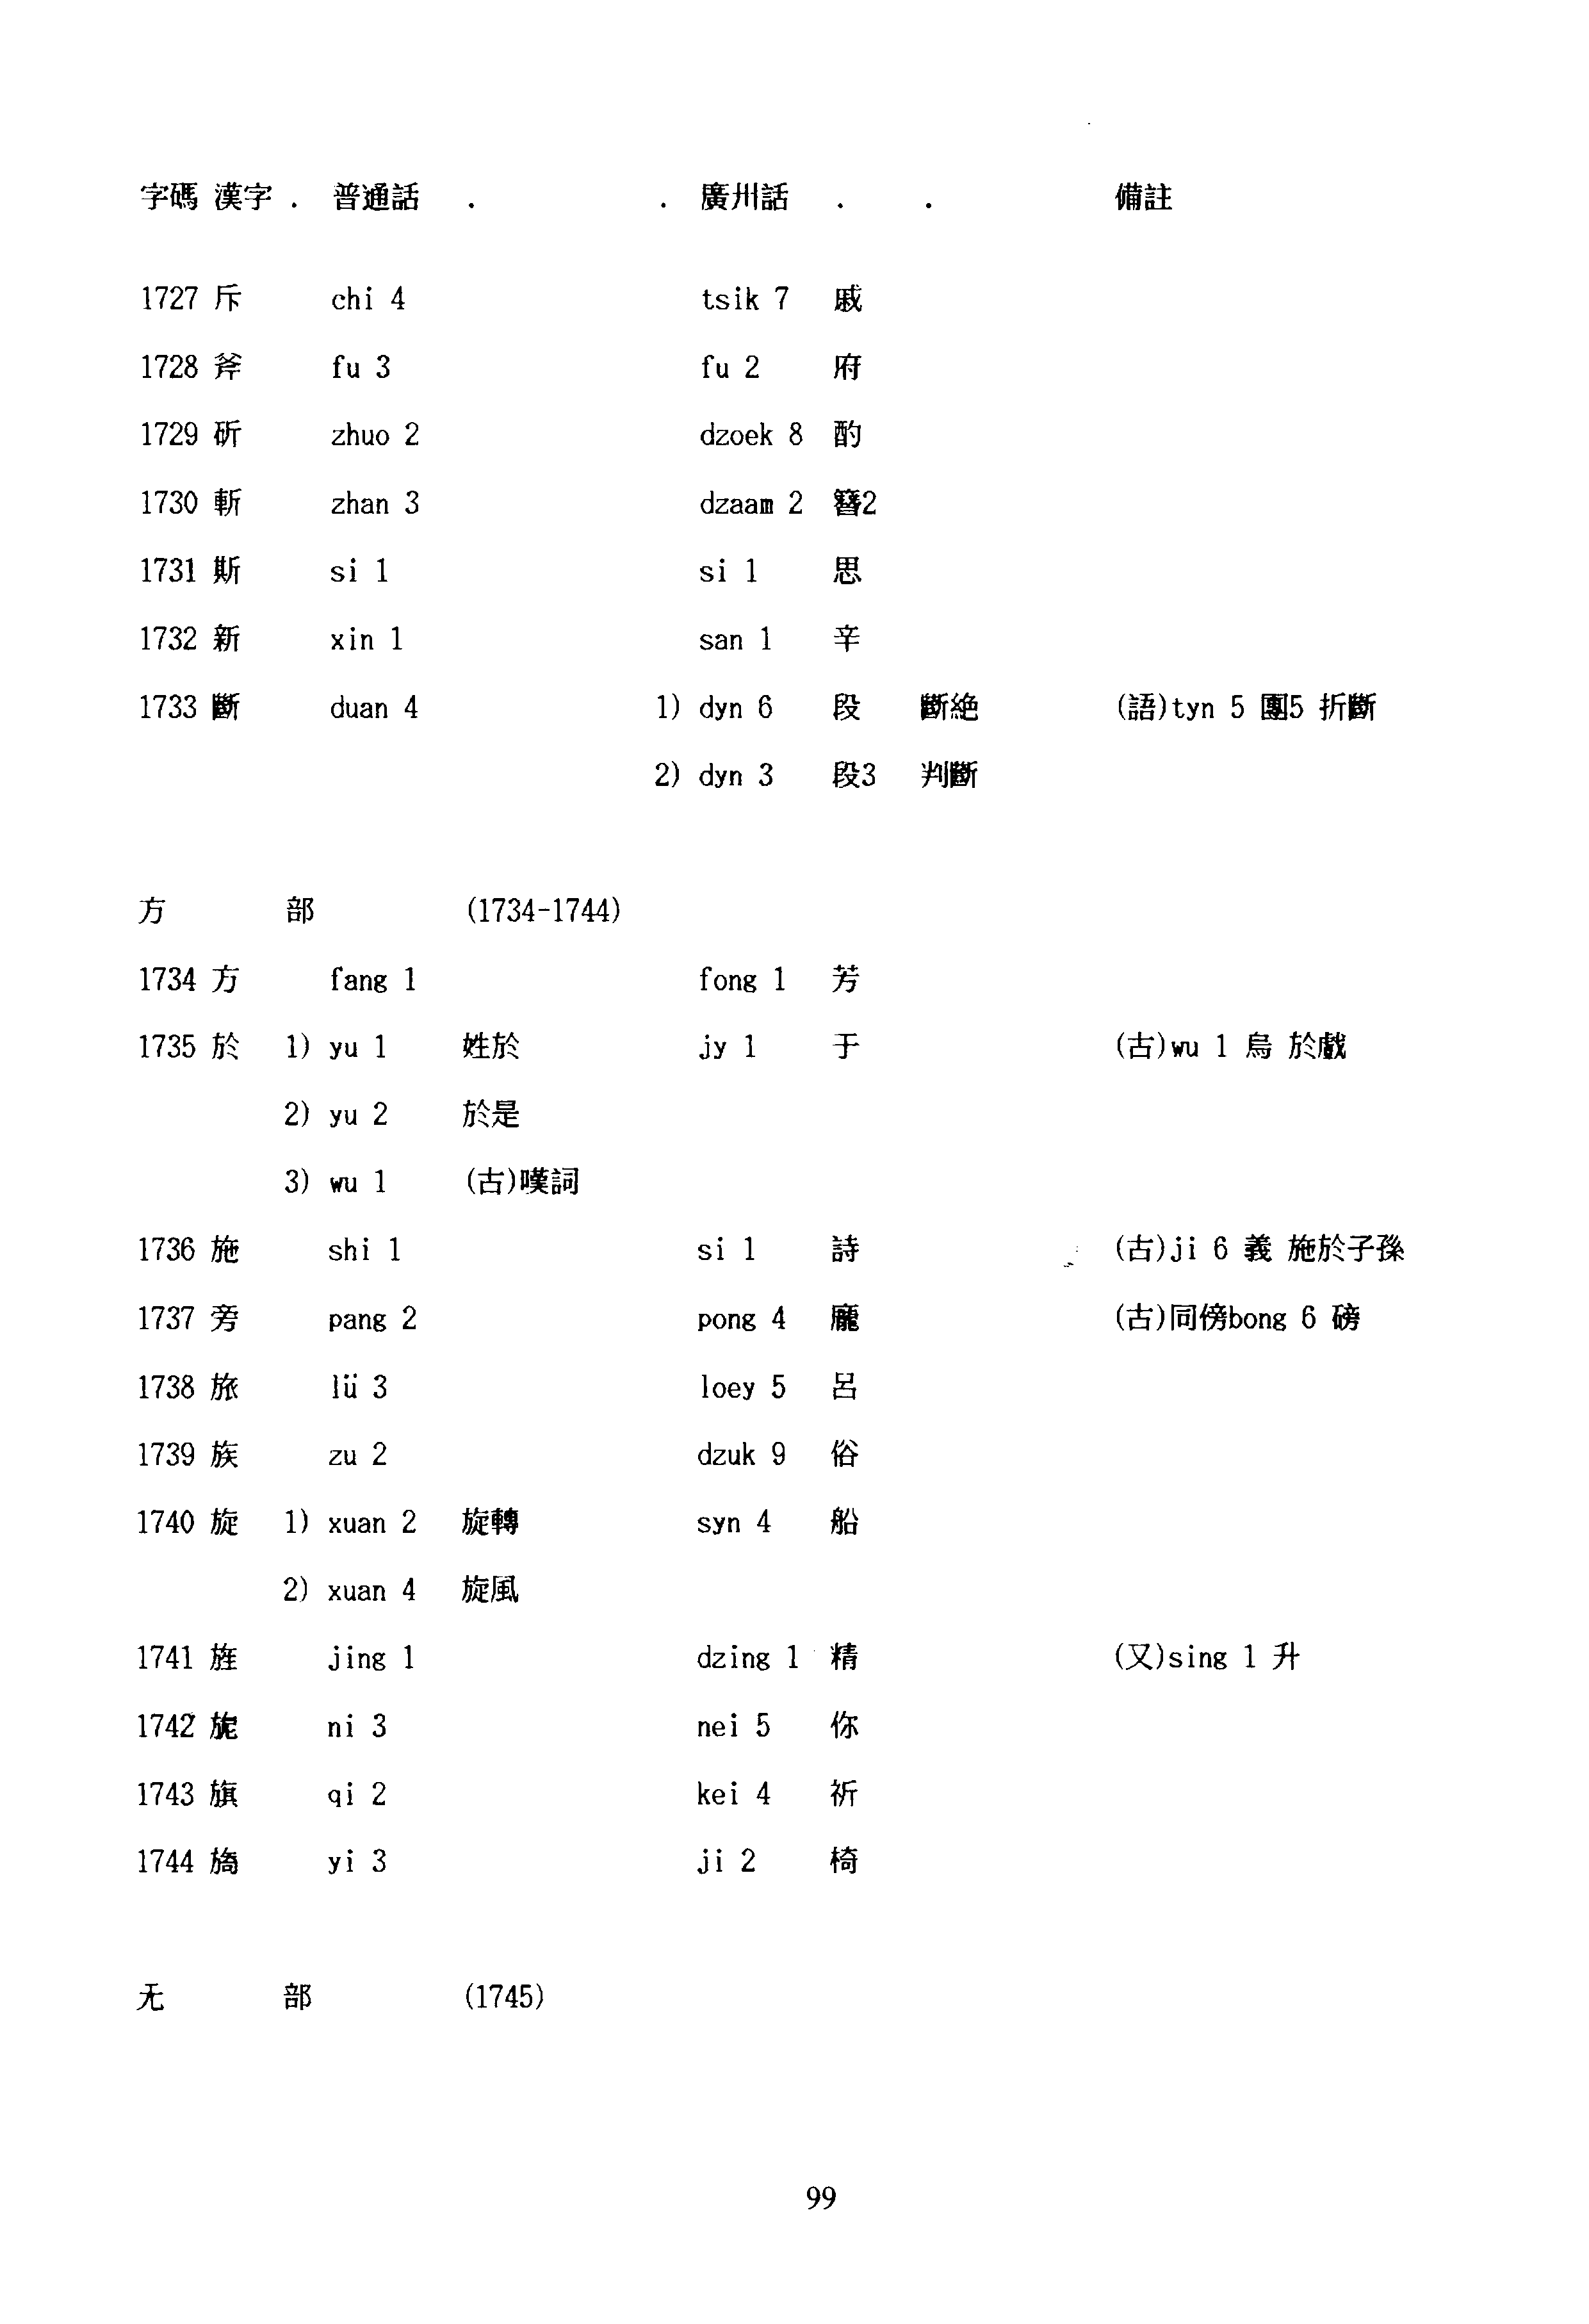 字碼 漢字 . 普通話 . . 廣州話 . . 備註
1727 斥 chi 4 tsik 7 戚
1728 斧 fu 3 fu 2 府
1729 斫 zhuo 2 dzoek 8 酌
1730 斬 zhan 3 dzaam 2 簪2
1731 斯 si 1 si 1 思
1732 新 xin 1 san 1 辛
1733 斷 duan 4 1) dyn 6 段 斷絕 (語)tyn 5 團5 折斷
2) dyn 3 段3 判斷
方 部 (1734-1744)
1734 方 fang 1 fong 1 芳
1735 於 1) yu 1 姓於 jy 1 于 (古)wu 1 烏 於戲
2) yu 2 於是
3) wu 1 (古)嘆詞
1736 施 shi 1 si 1 詩 (古)ji 6 義 施於子孫
1737 旁 pang 2 pong 4 龐 (古)同傍bong 6 磅
1738 旅 lü 3 loey 5 呂
1739 族 zu 2 dzuk 9 俗
1740 旋 1) xuan 2 旋轉 syn 4 船
2) xuan 4 旋風
1741 旌 jing 1 dzing 1 精 (又)sing 1 升
1742 旎 ni 3 nei 5 你
1743 旗 qi 2 kei 4 祈
1744 旖 yi 3 ji 2 椅
无 部 (1745)
99